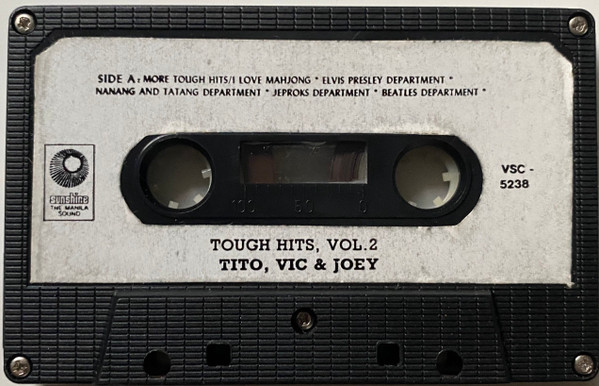 SIDE A: MORE TOUGH HITS/I LOVE MAHJONG * ELVIS PRESLEY DEPARTMENT *
NANANG AND TATANG DEPARTMENT * JEPROKS DEPARTMENT * BEATLES DEPARTMENT *
sunshine
THE MANILA
SOUND
VSC -
5238
100 50 0
TOUGH HITS, VOL.2
TITO, VIC & JOEY